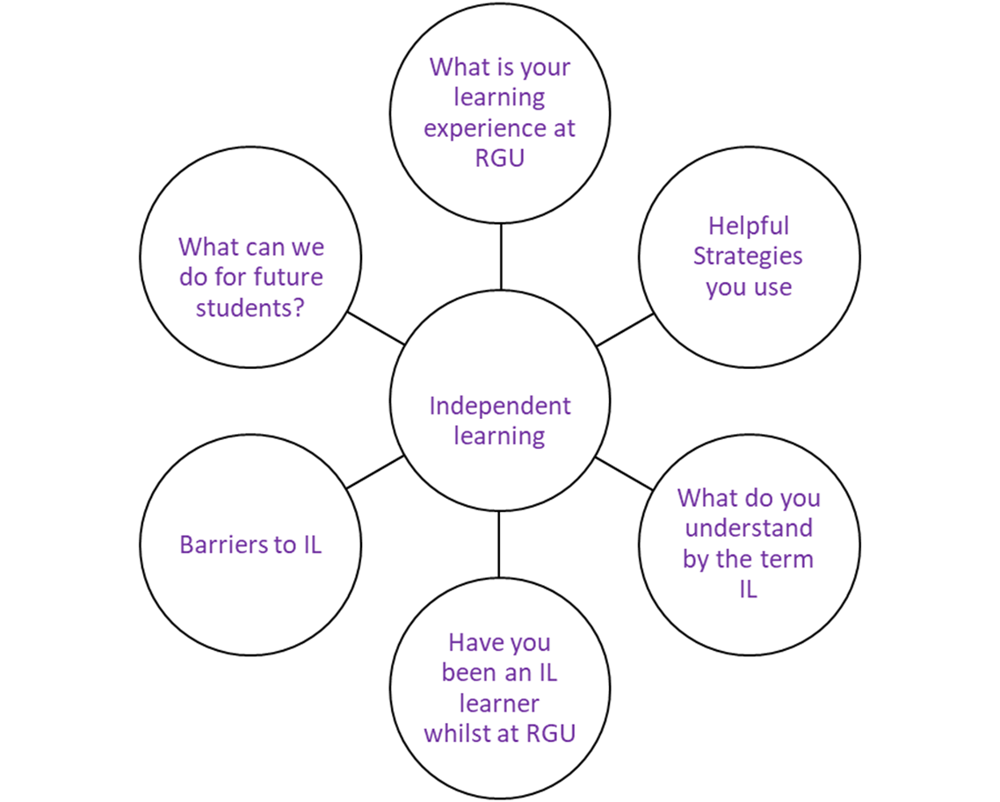 What is your
learning
experience at
RGU
Helpful
Strategies
you use
What can we
do for future
students?
Independent
learning
What do you
understand
by the term
IL
Barriers to IL
Have you
been an IL
learner
whilst at RGU